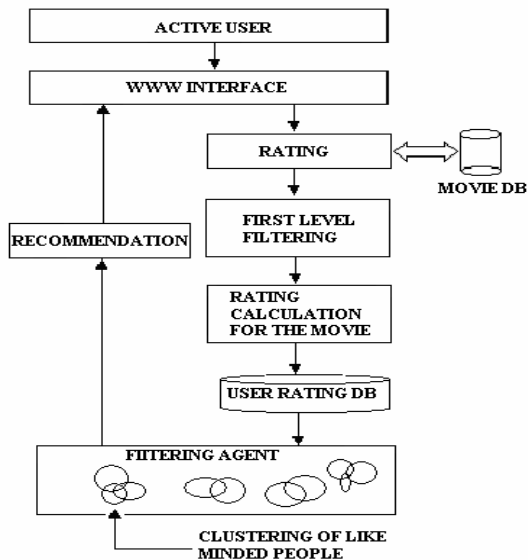 ACTIVE USER
WWW INTERFACE
RATING
MOVIE DB
FIRST LEVEL
FILTERING
RECOMMENDATION
RATING
CALCULATION
FOR THE MOVIE
USER RATING DB
FIITERING AGENT
CLUSTERING OF LIKE
MINDED PEOPLE